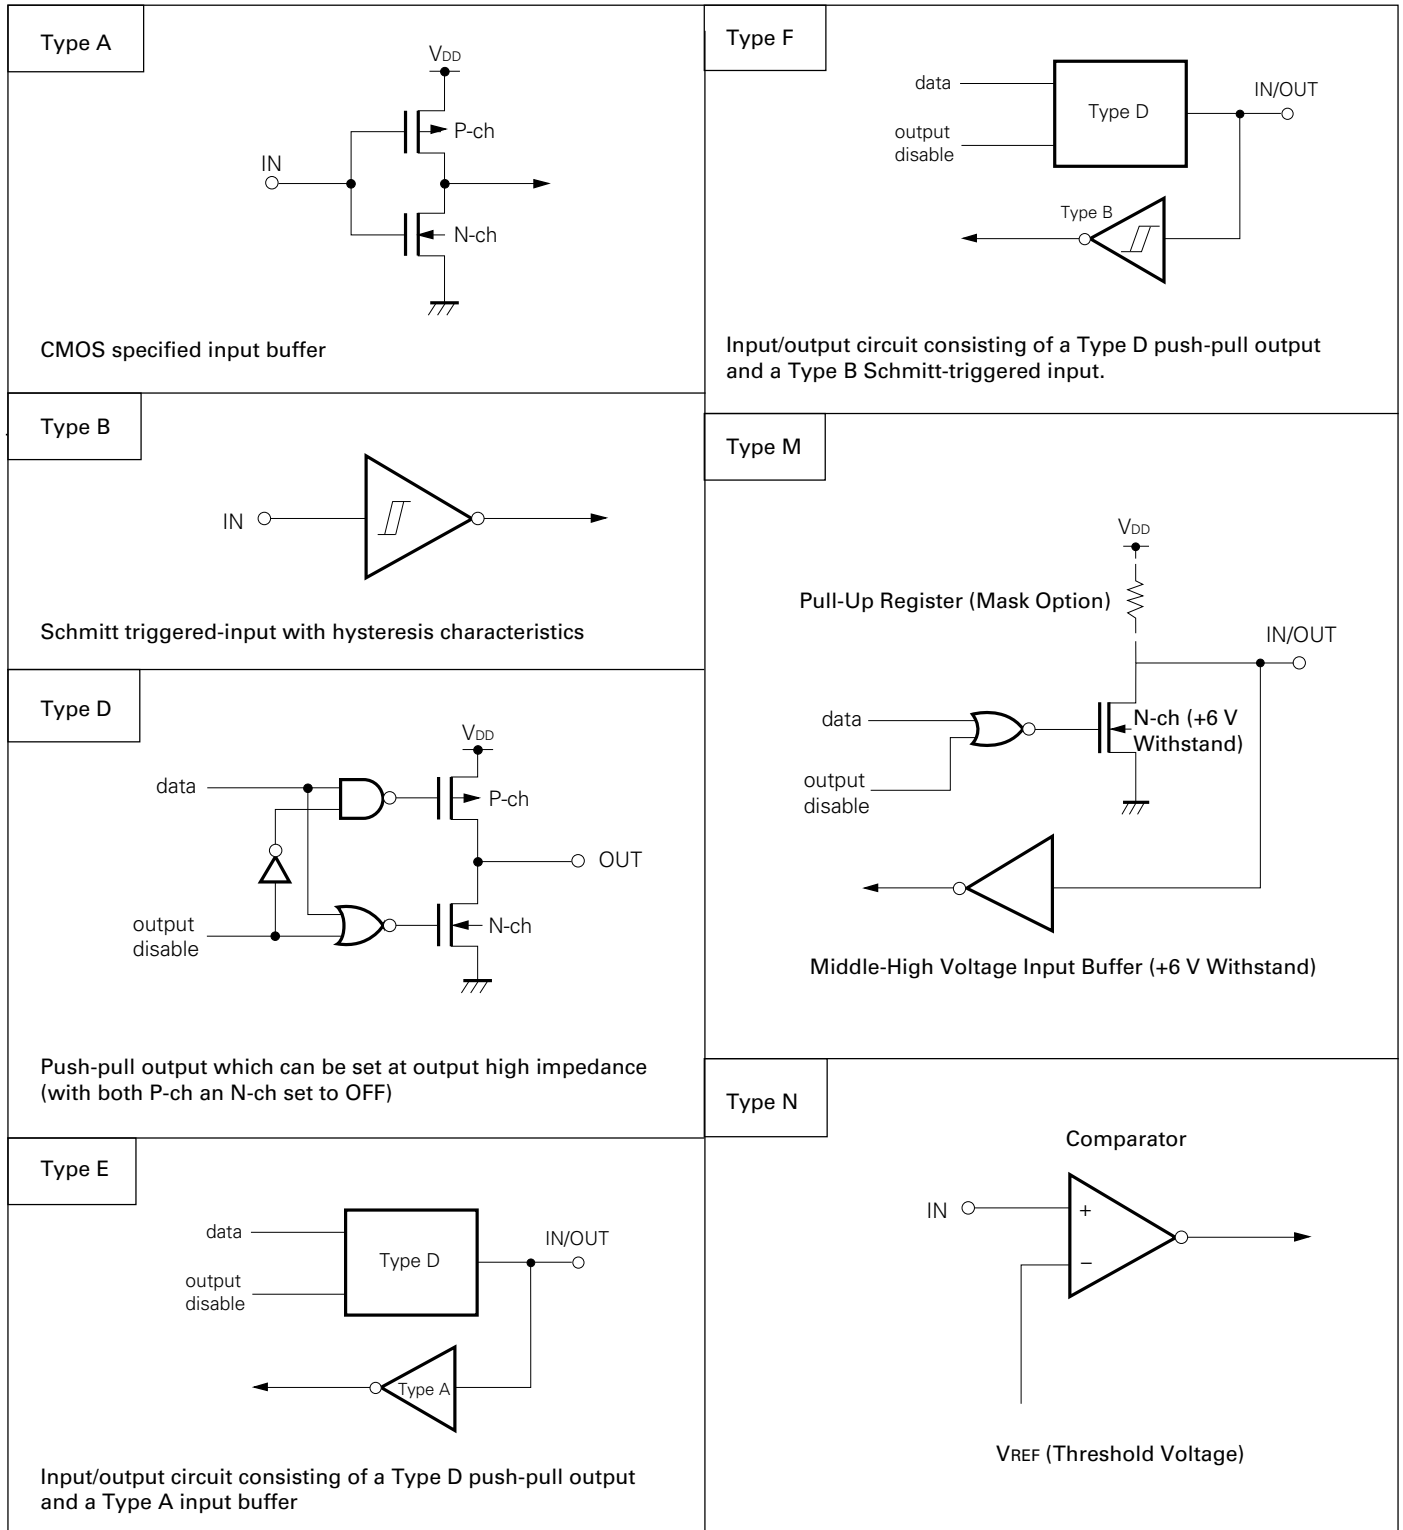 Type A
VDD
P-ch
IN
N-ch
CMOS specified input buffer
Type B
IN
Schmitt triggered-input with hysteresis characteristics
Type D
VDD
data
P-ch
OUT
output
disable
N-ch
Push-pull output which can be set at output high impedance
(with both P-ch an N-ch set to OFF)
Type E
data
IN/OUT
Type D
output
disable
Type A
Input/output circuit consisting of a Type D push-pull output
and a Type A input buffer
Type F
data
IN/OUT
Type D
output
disable
Type B
Input/output circuit consisting of a Type D push-pull output
and a Type B Schmitt-triggered input.
Type M
VDD
Pull-Up Register (Mask Option)
IN/OUT
data
N-ch (+6 V
Withstand)
output
disable
Middle-High Voltage Input Buffer (+6 V Withstand)
Type N
Comparator
IN
+
−
VREF (Threshold Voltage)